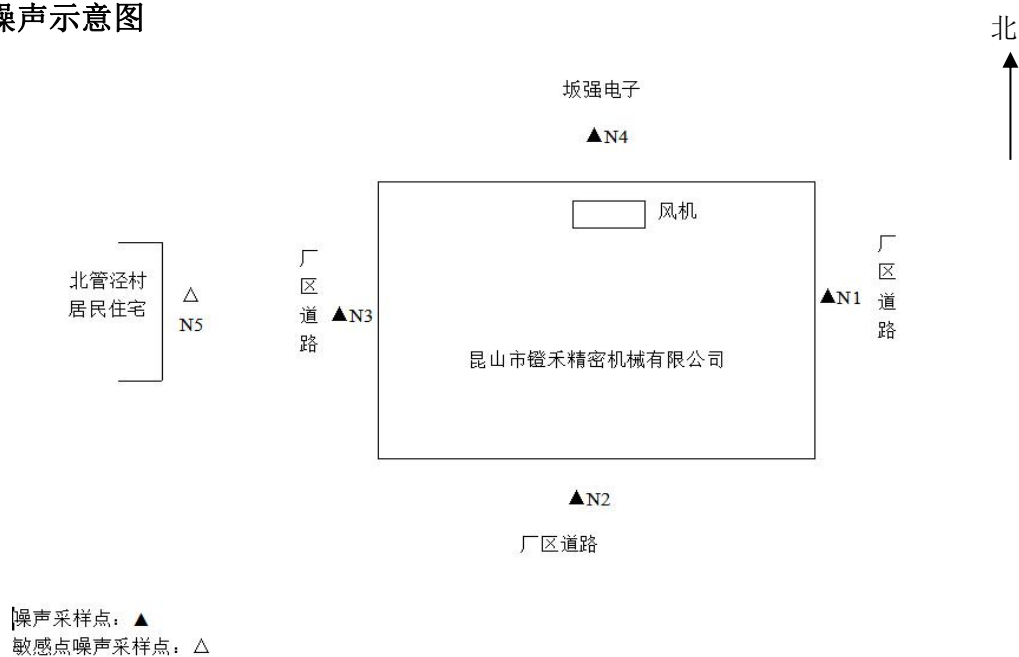 噪声示意图
北
坂强电子
▲N4
风机
厂区道路
▲N1
厂区道路
▲N3
北管泾村
居民住宅
△
N5
昆山市镫禾精密机械有限公司
▲N2
厂区道路
噪声采样点：▲
敏感点噪声采样点：△